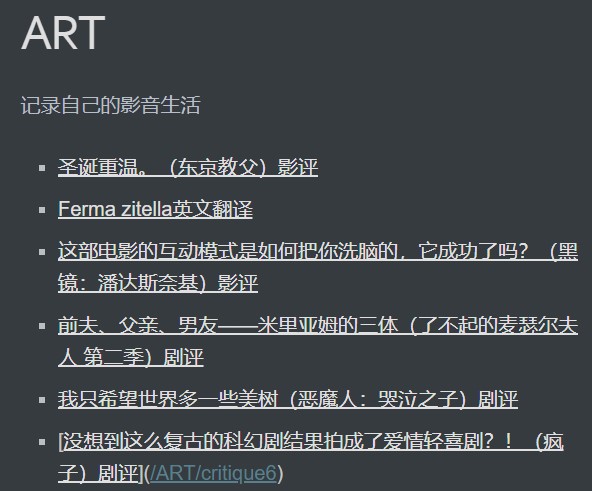 ART
记录自己的影音生活
圣诞重温。（东京教父）影评
Ferma zitella英文翻译
这部电影的互动模式是如何把你洗脑的，它成功了吗？（黑
镜：潘达斯奈基）影评
前夫、父亲、男友——米里亚姆的三体（了不起的麦瑟尔夫
人 第二季）剧评
我只希望世界多一些美树（恶魔人：哭泣之子）剧评
[没想到这么复古的科幻剧结果拍成了爱情轻喜剧？！（疯
子）剧评](/ART/critique6)